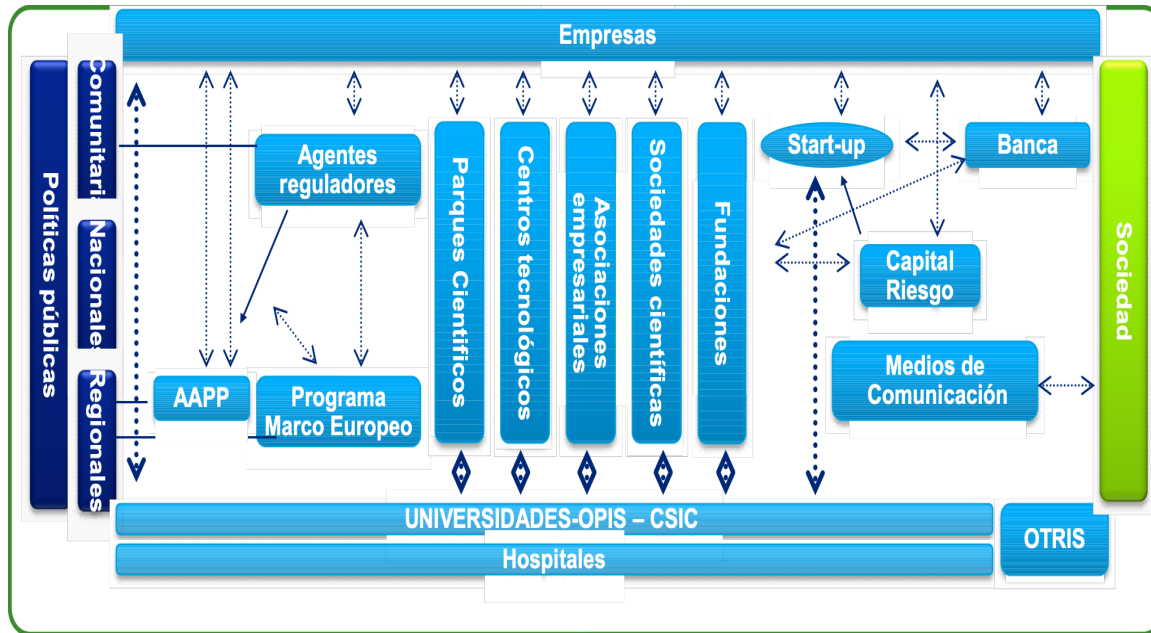 Empresas
Políticas públicas
Comunitaria
Nacionales
Regionales
Agentes
reguladores
AAPP
Programa
Marco Europeo
Parques Cientificos
Centros tecnológicos
Asociaciones
empresariales
Sociedades científicas
Fundaciones
Start-up
Banca
Capital
Riesgo
Medios de
Comunicación
Sociedad
UNIVERSIDADES-OPIS – CSIC
Hospitales
OTRIS